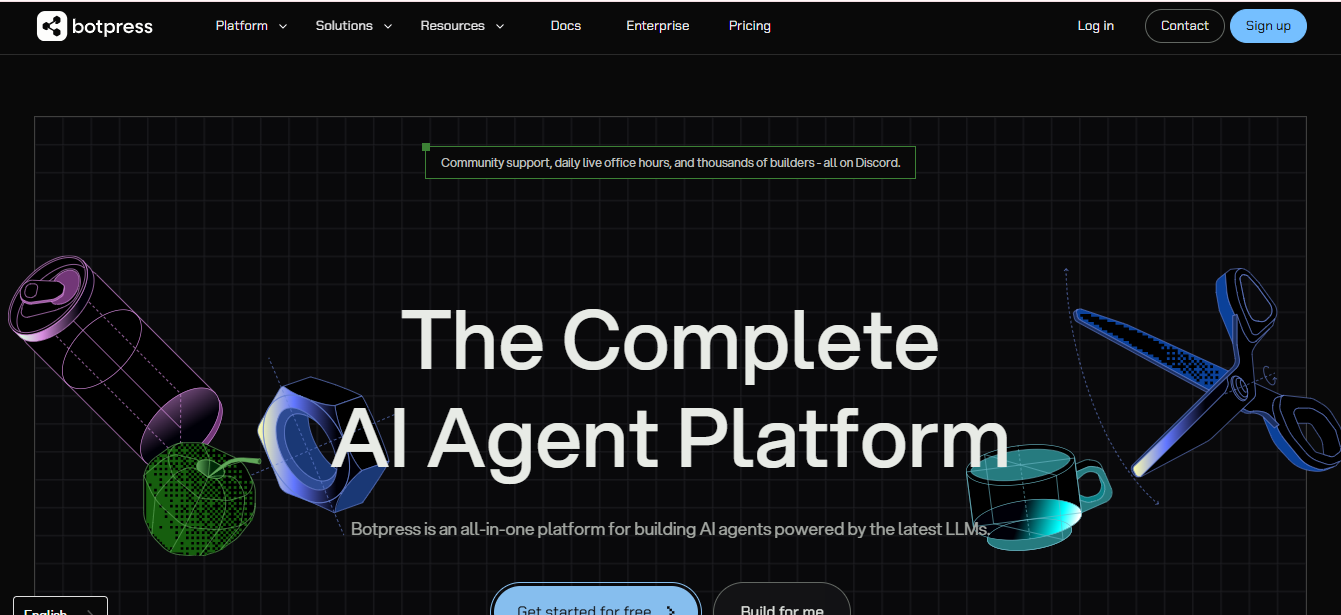 botpress
Platform
Solutions
Resources
Docs
Enterprise
Pricing
Log in
Contact
Sign up
Community support, daily live office hours, and thousands of builders - all on Discord.
The Complete
AI Agent Platform
Botpress is an all-in-one platform for building AI agents powered by the latest LLMs.
Get started for free
Build for me
English